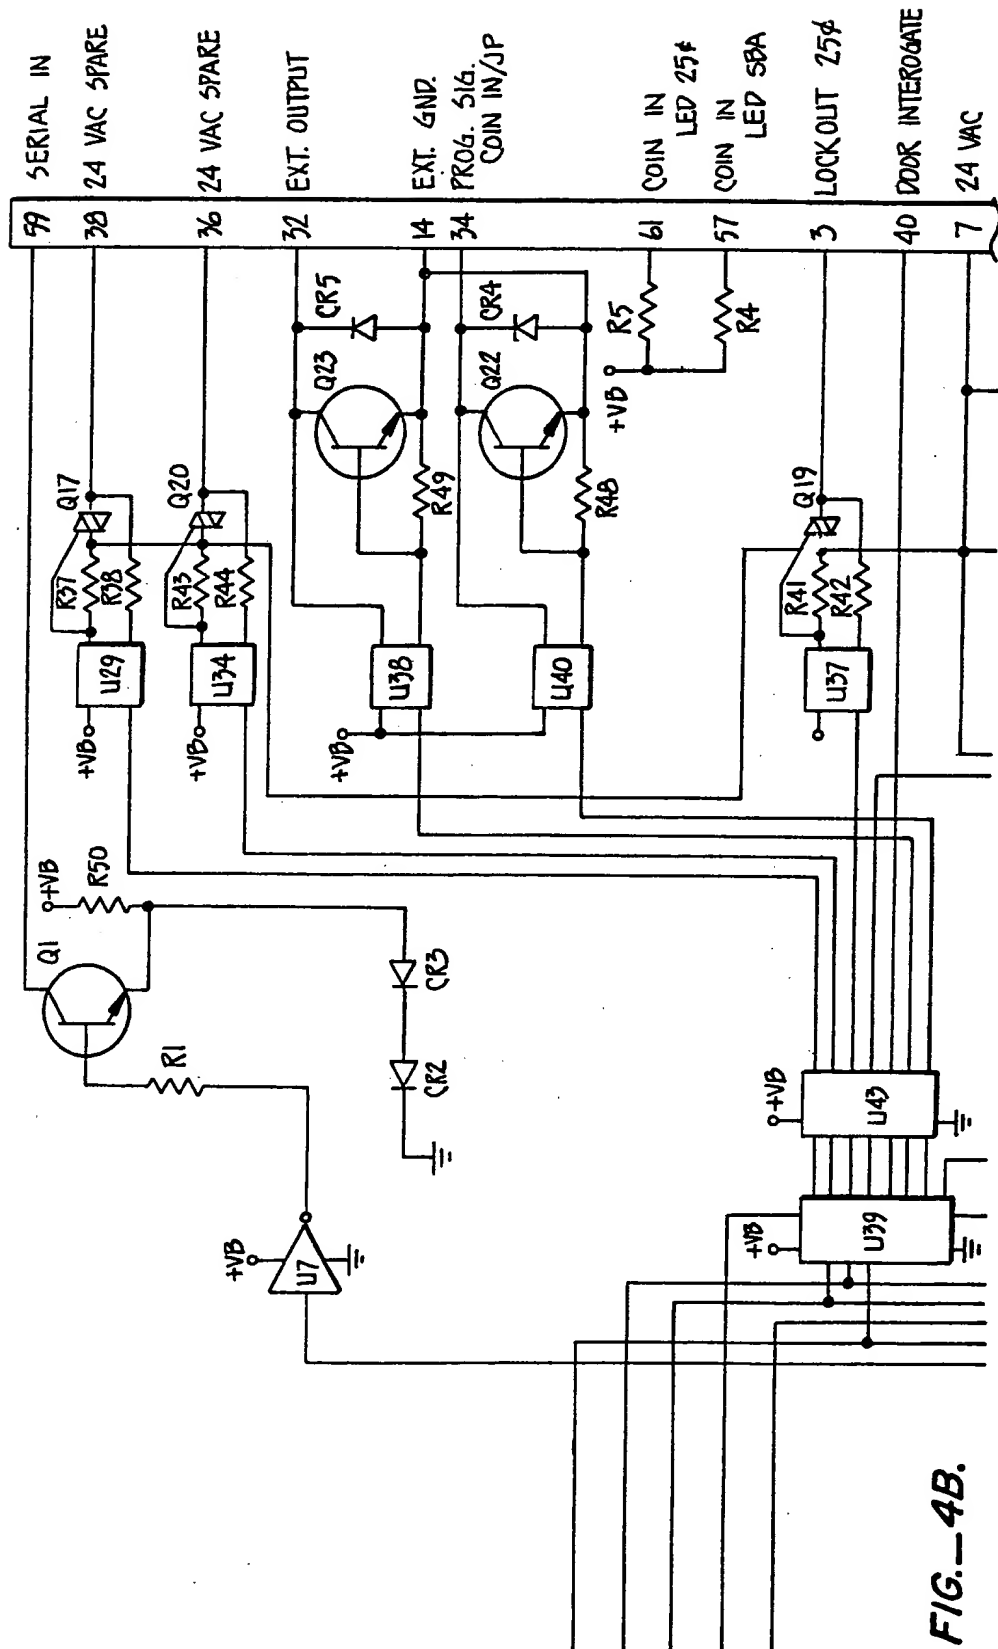 59 SERIAL IN
38 24 VAC SPARE
36 24 VAC SPARE
32 EXT. OUTPUT
14 EXT. GND.
34 PROG. SIG.
COIN IN/JP
61 COIN IN
LED 25¢
57 COIN IN
LED SBA
3 LOCKOUT 25¢
40 DOOR INTEROGATE
7 24 VAC
Q17
R37
R38
U29
+VB
Q20
R43
R44
U34
+VB
CR5
Q23
R49
U38
+VB
CR4
Q22
R48
U40
R5
R4
+VB
Q19
R41
R42
U37
Q1
+VB
R50
R1
CR3
CR2
+VB
U7
+VB
U43
+VB
U39
FIG._4B.